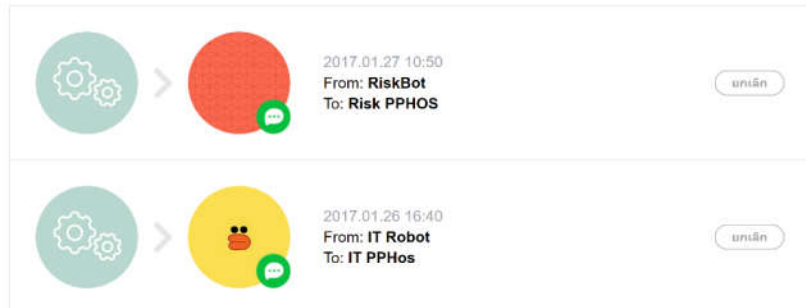 2017.01.27 10:50
From: RiskBot
To: Risk PPHOS
ยกเลิก
2017.01.26 16:40
From: IT Robot
To: IT PPHos
ยกเลิก